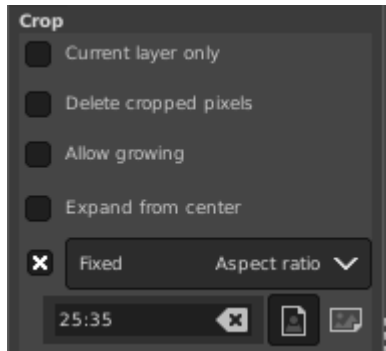 Crop
Current layer only
Delete cropped pixels
Allow growing
Expand from center
Fixed Aspect ratio
25:35